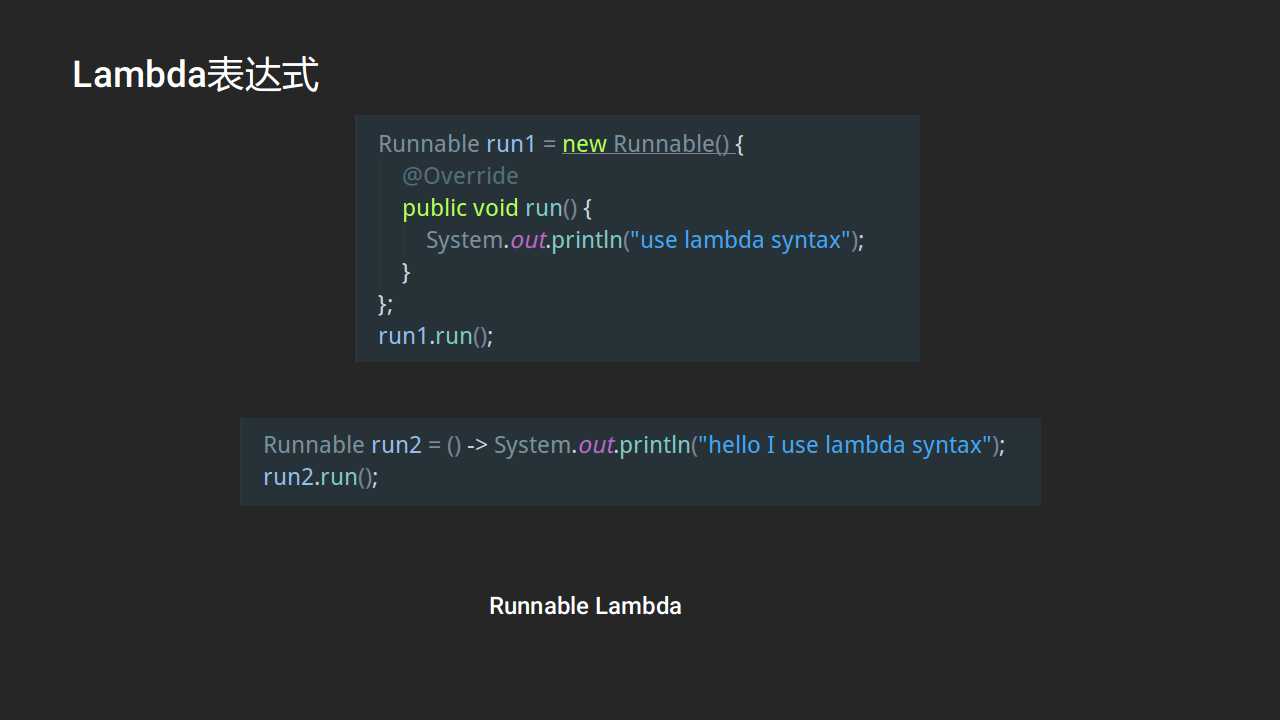 Lambda表达式
Runnable run1 = new Runnable() {
@Override
public void run() {
System.out.println("use lambda syntax");
}
};
run1.run();
Runnable run2 = () -> System.out.println("hello I use lambda syntax");
run2.run();
Runnable Lambda